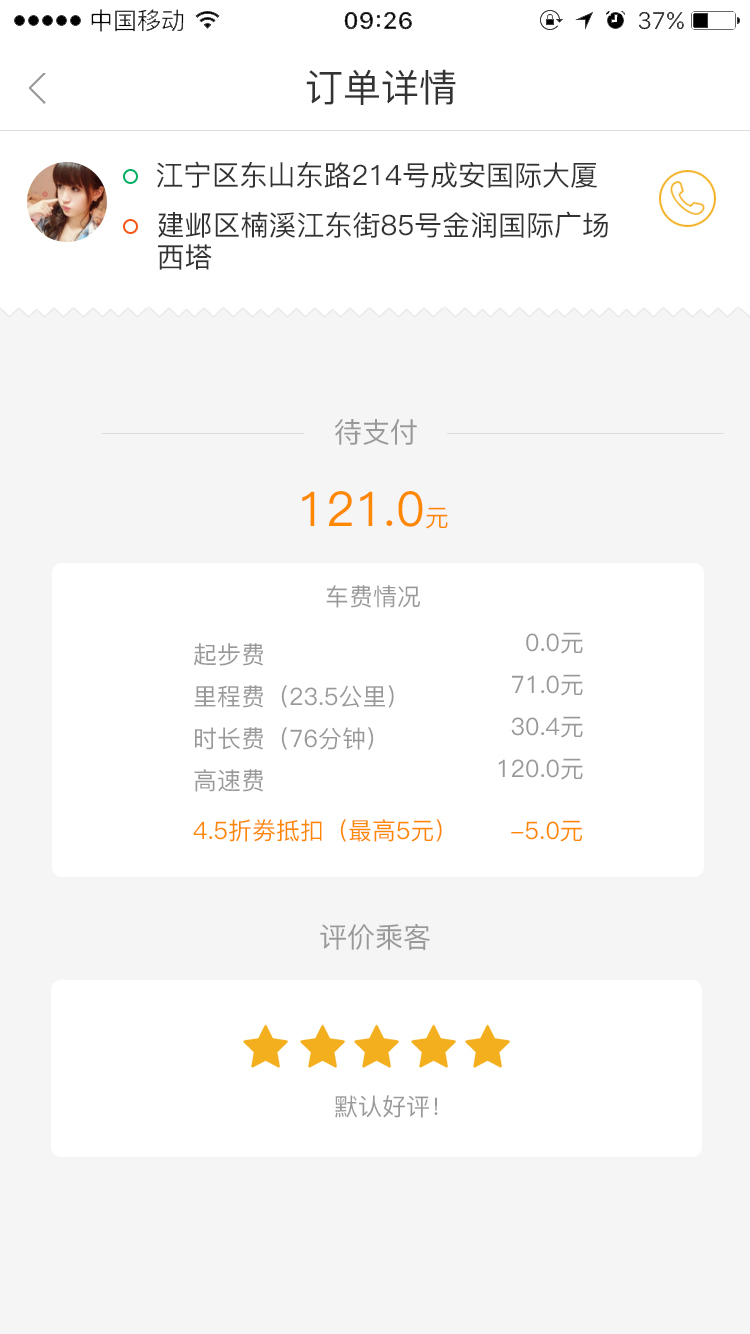 中国移动 09:26 37%
订单详情
江宁区东山东路214号成安国际大厦
建邺区楠溪江东街85号金润国际广场
西塔
待支付
121.0元
车费情况
起步费 0.0元
里程费（23.5公里） 71.0元
时长费（76分钟） 30.4元
高速费 120.0元
4.5折券抵扣（最高5元） -5.0元
评价乘客
默认好评！